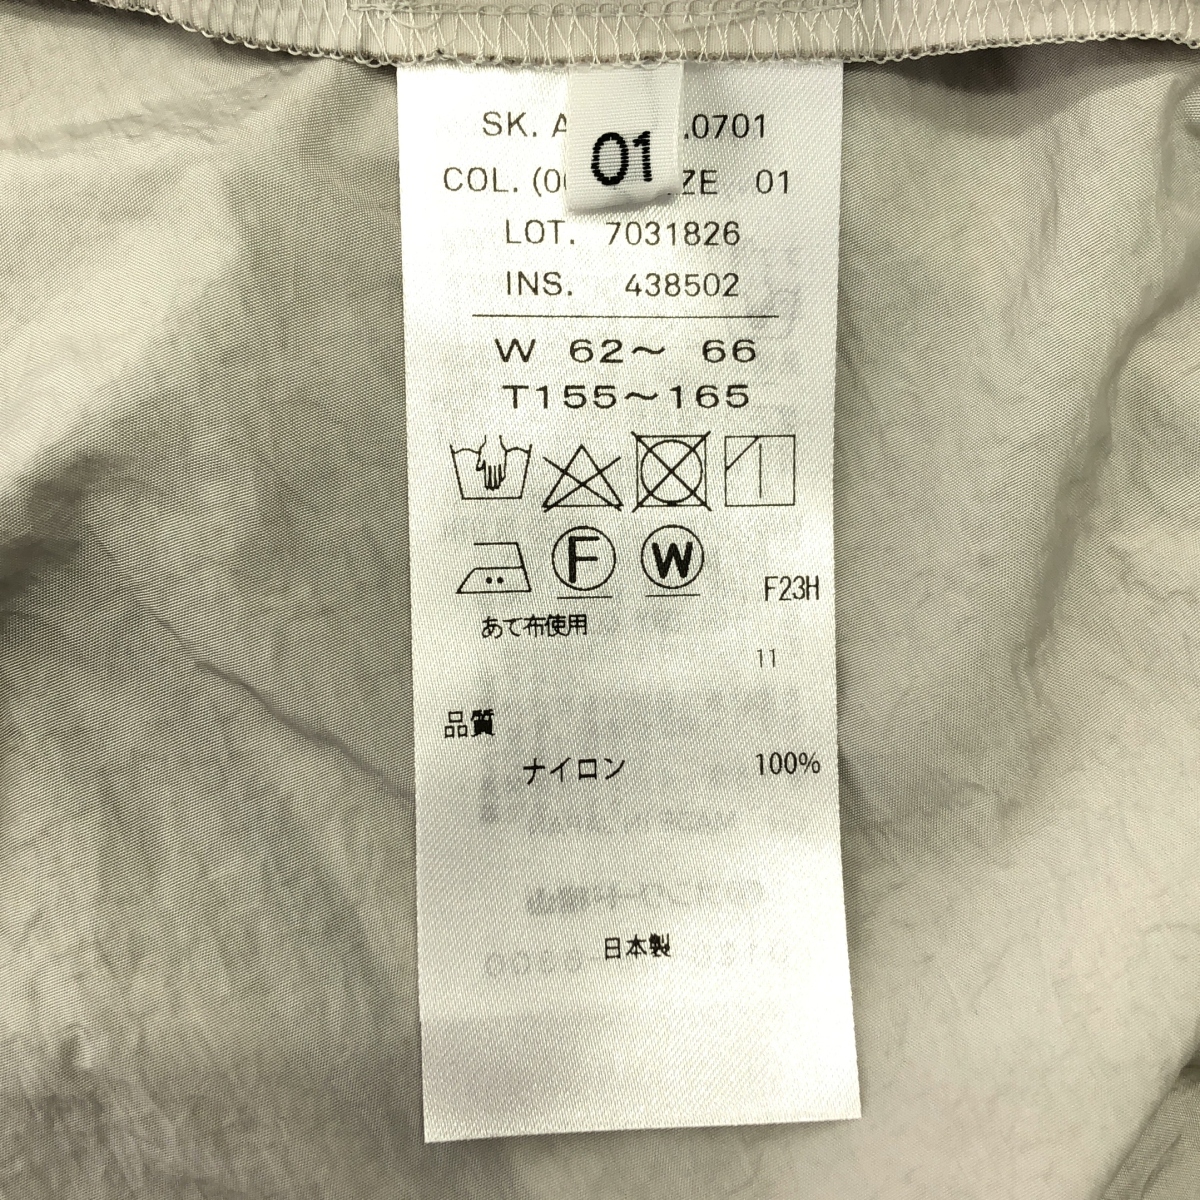 SK. A .0701
01
COL. (0 ZE 01
LOT. 7031826
INS. 438502
W 62〜 66
T155〜165
F W
F23H
あて布使用
11
品質
ナイロン 100%
日本製